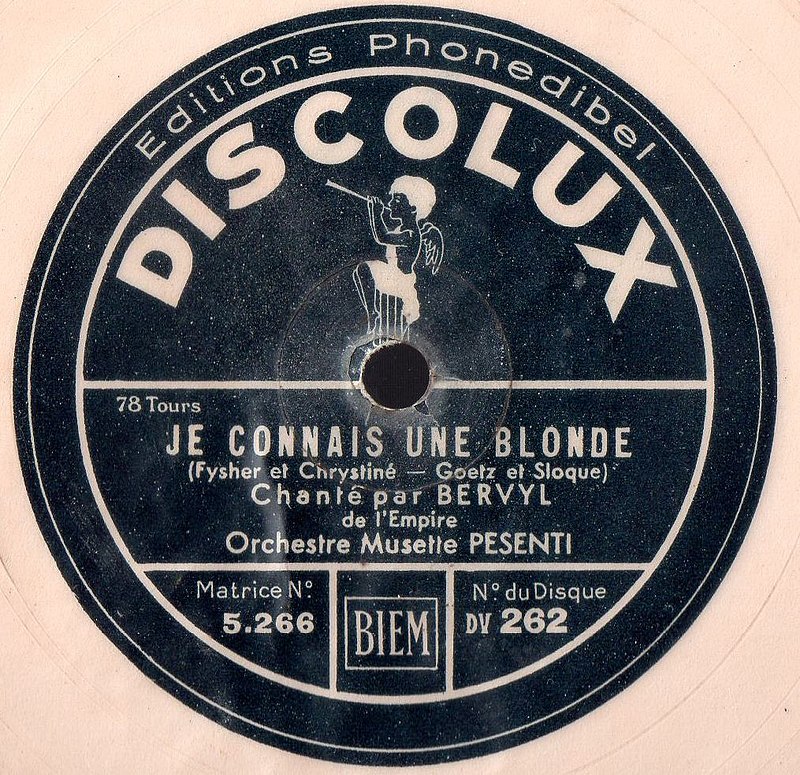 Editions Phonedibel
DISCOLUX
78 Tours
JE CONNAIS UNE BLONDE
(Fysher et Chrystiné — Goetz et Sloque)
Chanté par BERVYL
de l'Empire
Orchestre Musette PESENTI
Matrice N°
5.266
BIEM
N° du Disque
DV 262